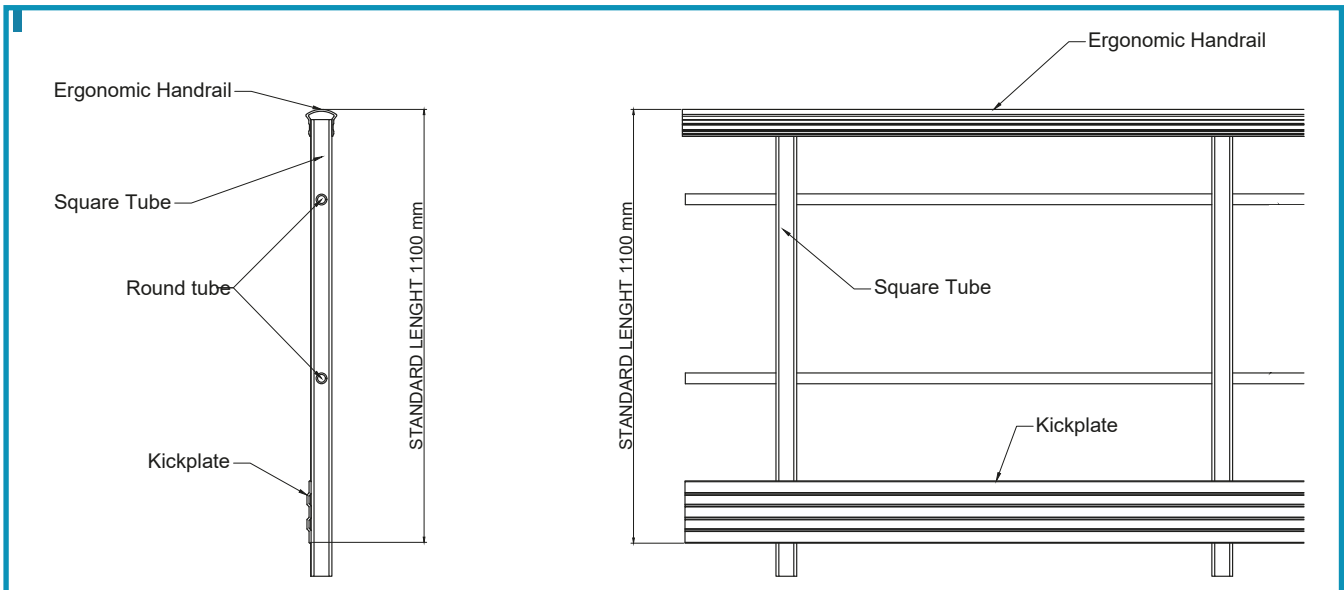 Ergonomic Handrail
Square Tube
Round tube
Kickplate
STANDARD LENGHT 1100 mm
STANDARD LENGHT 1100 mm
Ergonomic Handrail
Square Tube
Kickplate